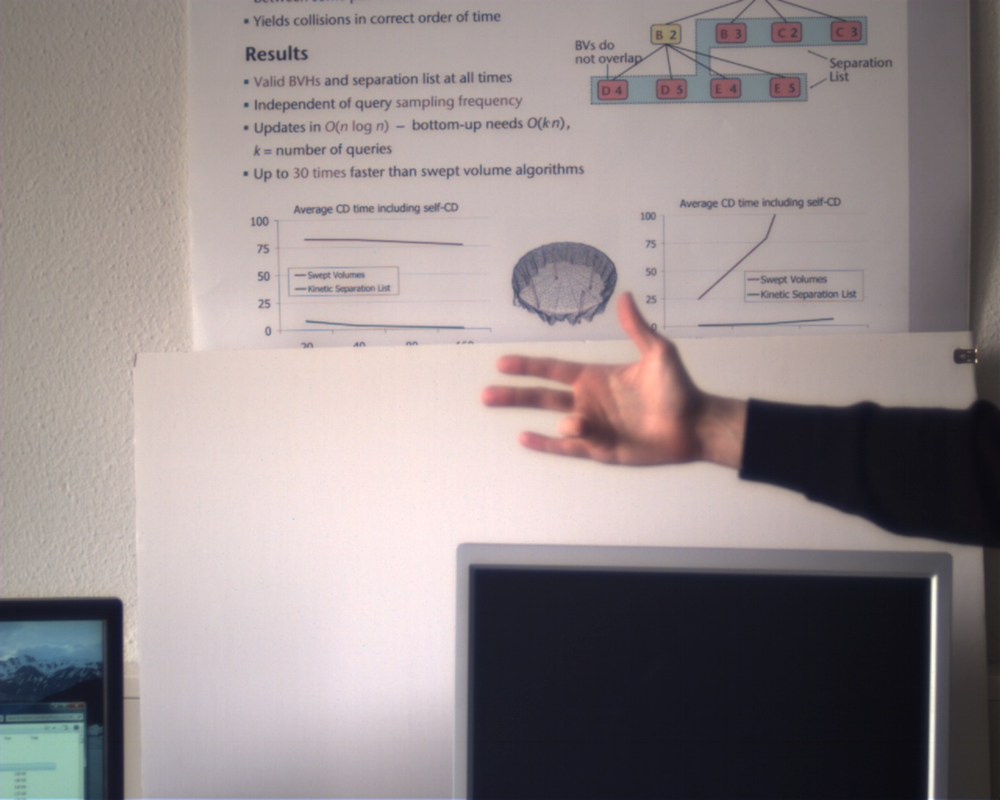 ▪ Yields collisions in correct order of time
Results
▪ Valid BVHs and separation list at all times
▪ Independent of query sampling frequency
▪ Updates in O(n log n) – bottom-up needs O(k·n),
k = number of queries
▪ Up to 30 times faster than swept volume algorithms
B 2 B 3 C 2 C 3
BVs do
not overlap
Separation
List
D 4 D 5 E 4 E 5
Average CD time including self-CD
100
75
50
25
0
Swept Volumes
Kinetic Separation List
Average CD time including self-CD
100
75
50
25
0
Swept Volumes
Kinetic Separation List